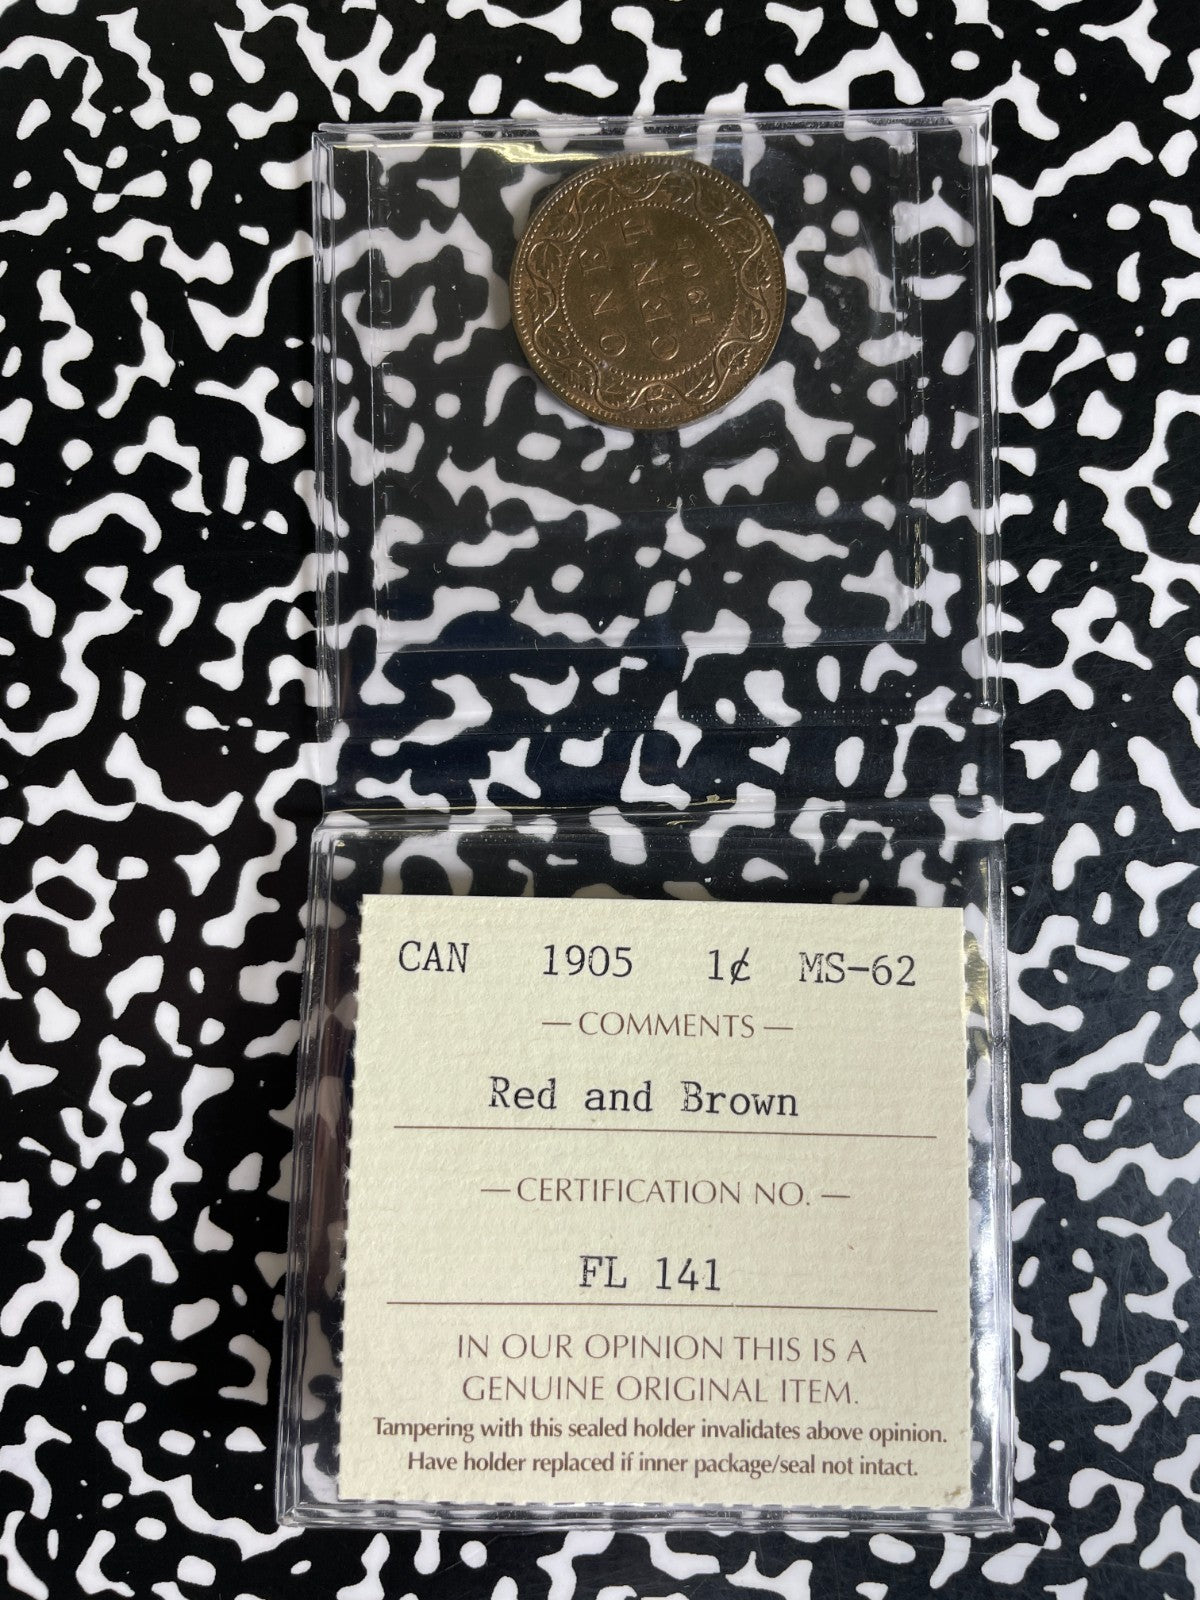 ONE
CENT
1905
CAN 1905 1¢ MS-62
— COMMENTS —
Red and Brown
— CERTIFICATION NO. —
FL 141
IN OUR OPINION THIS IS A
GENUINE ORIGINAL ITEM.
Tampering with this sealed holder invalidates above opinion.
Have holder replaced if inner package/seal not intact.